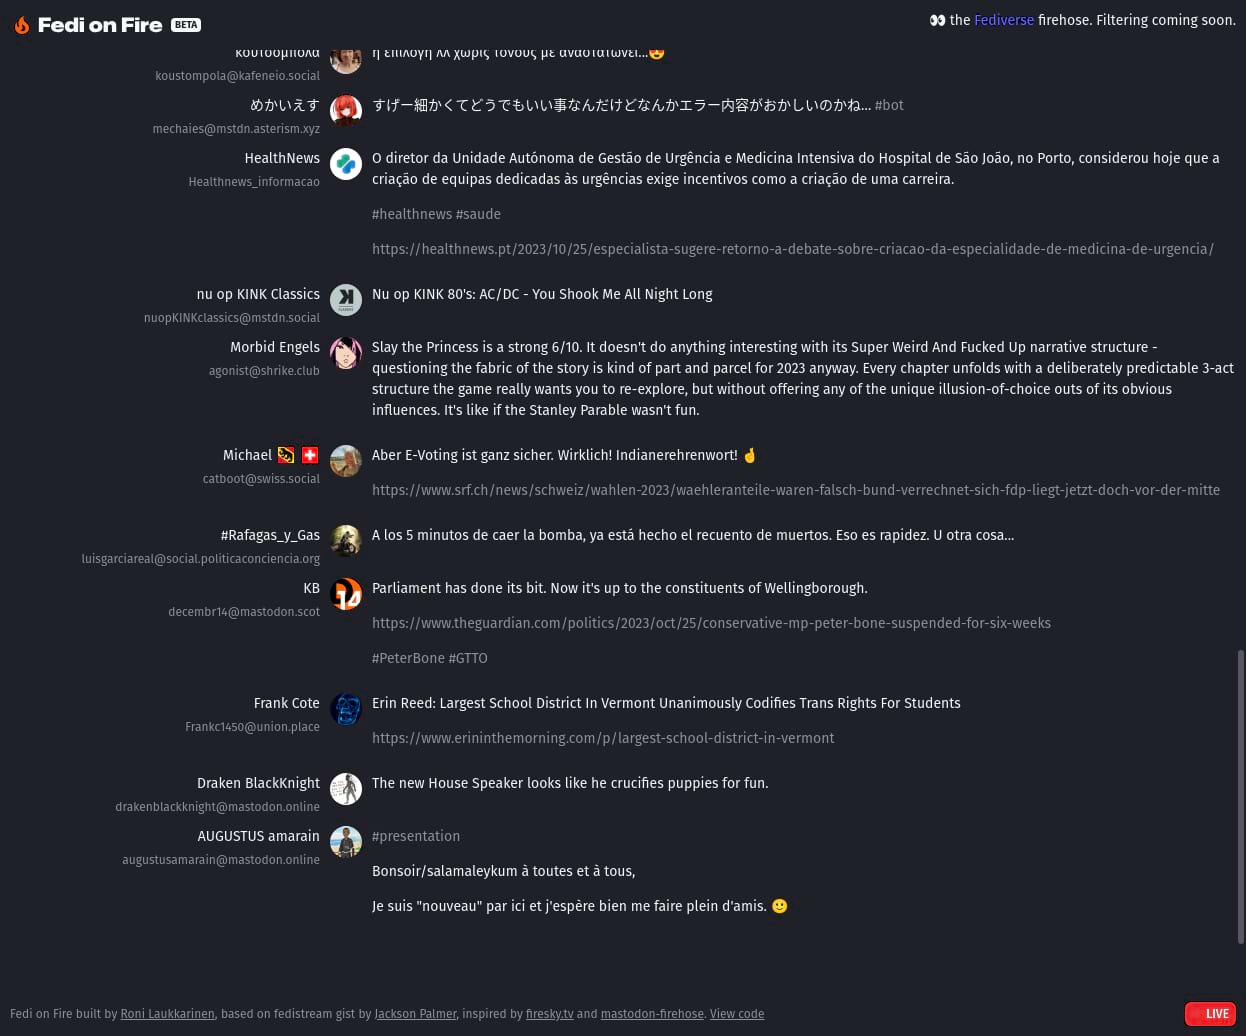 Fedi on Fire BETA
👀 the Fediverse firehose. Filtering coming soon.
κουτσομπόλα
η επιλογή ΛΛ χωρίς τόνους με αναστατώνει...😍
koustompola@kafeneio.social
めかいえす
すげー細かくてどうでもいい事なんだけどなんかエラー内容がおかしいのかね... #bot
mechaies@mstdn.asterism.xyz
HealthNews
O diretor da Unidade Autónoma de Gestão de Urgência e Medicina Intensiva do Hospital de São João, no Porto, considerou hoje que a
criação de equipas dedicadas às urgências exige incentivos como a criação de uma carreira.
Healthnews_informacao
#healthnews #saude
https://healthnews.pt/2023/10/25/especialista-sugere-retorno-a-debate-sobre-criacao-da-especialidade-de-medicina-de-urgencia/
nu op KINK Classics
Nu op KINK 80's: AC/DC - You Shook Me All Night Long
nuopKINKclassics@mstdn.social
Morbid Engels
Slay the Princess is a strong 6/10. It doesn't do anything interesting with its Super Weird And Fucked Up narrative structure -
questioning the fabric of the story is kind of part and parcel for 2023 anyway. Every chapter unfolds with a deliberately predictable 3-act
structure the game really wants you to re-explore, but without offering any of the unique illusion-of-choice outs of its obvious
influences. It's like if the Stanley Parable wasn't fun.
agonist@shrike.club
Michael
Aber E-Voting ist ganz sicher. Wirklich! Indianerehrenwort! 🤞
catboot@swiss.social
https://www.srf.ch/news/schweiz/wahlen-2023/waehleranteile-waren-falsch-bund-verrechnet-sich-fdp-liegt-jetzt-doch-vor-der-mitte
#Rafagas_y_Gas
A los 5 minutos de caer la bomba, ya está hecho el recuento de muertos. Eso es rapidez. U otra cosa...
luisgarciareal@social.politicaconciencia.org
KB
Parliament has done its bit. Now it's up to the constituents of Wellingborough.
decembr14@mastodon.scot
https://www.theguardian.com/politics/2023/oct/25/conservative-mp-peter-bone-suspended-for-six-weeks
#PeterBone #GTTO
Frank Cote
Erin Reed: Largest School District In Vermont Unanimously Codifies Trans Rights For Students
Frankc1450@union.place
https://www.erininthemorning.com/p/largest-school-district-in-vermont
Draken BlackKnight
The new House Speaker looks like he crucifies puppies for fun.
drakenblackknight@mastodon.online
AUGUSTUS amarain
#presentation
augustusamarain@mastodon.online
Bonsoir/salamaleykum à toutes et à tous,
Je suis "nouveau" par ici et j'espère bien me faire plein d'amis. 🙂
Fedi on Fire built by Roni Laukkarinen, based on fedistream gist by Jackson Palmer, inspired by firesky.tv and mastodon-firehose. View code
LIVE